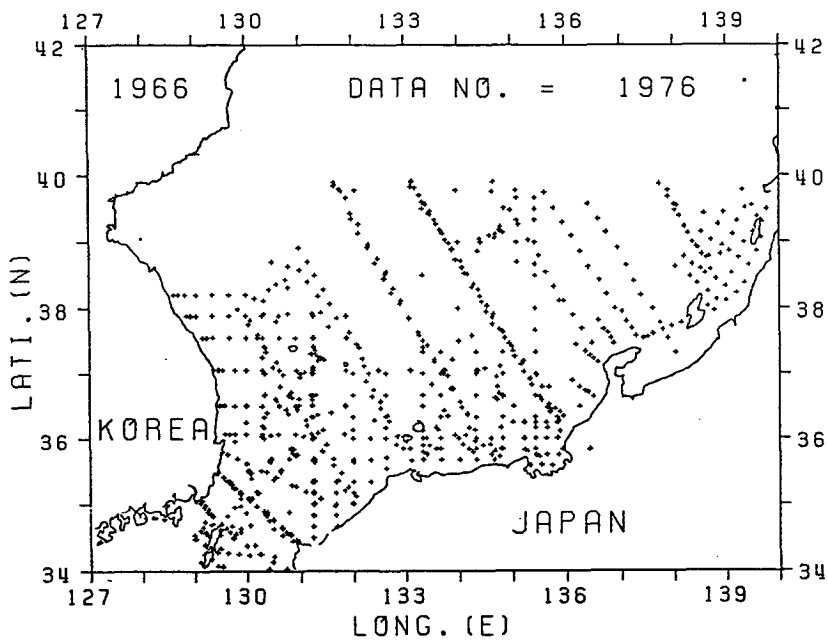 127 130 133 136 139
42 42
1966 DATA NO. = 1976
40 40
38 38
LATI. (N)
KOREA
36 36
JAPAN
34 34
127 130 133 136 139
LONG. (E)